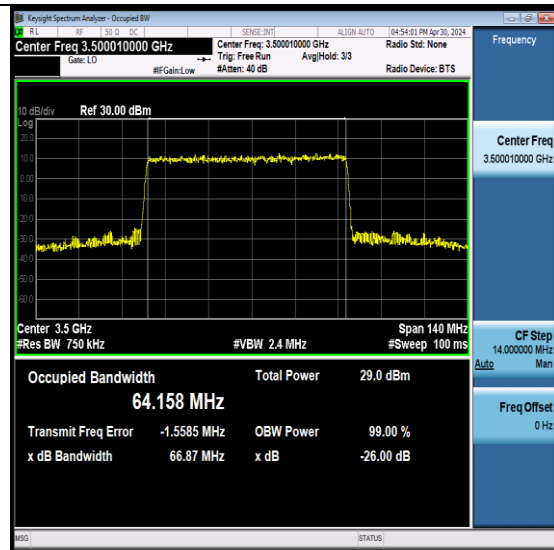 Keysight Spectrum Analyzer - Occupied BW
RL RF 50 Ω DC SENSE:INT ALIGN AUTO 04:54:01 PM Apr 30, 2024
Center Freq 3.500010000 GHz
Center Freq: 3.500010000 GHz
Radio Std: None
Gate: LO
Trig: Free Run Avg|Hold: 3/3
#IFGain:Low
#Atten: 40 dB
Radio Device: BTS
Frequency
10 dB/div Ref 30.00 dBm
Log
20.0
10.0
0.00
-10.0
-20.0
-30.0
-40.0
-50.0
-60.0
Center 3.5 GHz Span 140 MHz
#Res BW 750 kHz #VBW 2.4 MHz #Sweep 100 ms
Center Freq
3.500010000 GHz
CF Step
14.000000 MHz
Auto Man
Freq Offset
0 Hz
Occupied Bandwidth Total Power 29.0 dBm
64.158 MHz
Transmit Freq Error -1.5585 MHz OBW Power 99.00 %
x dB Bandwidth 66.87 MHz x dB -26.00 dB
MSG STATUS